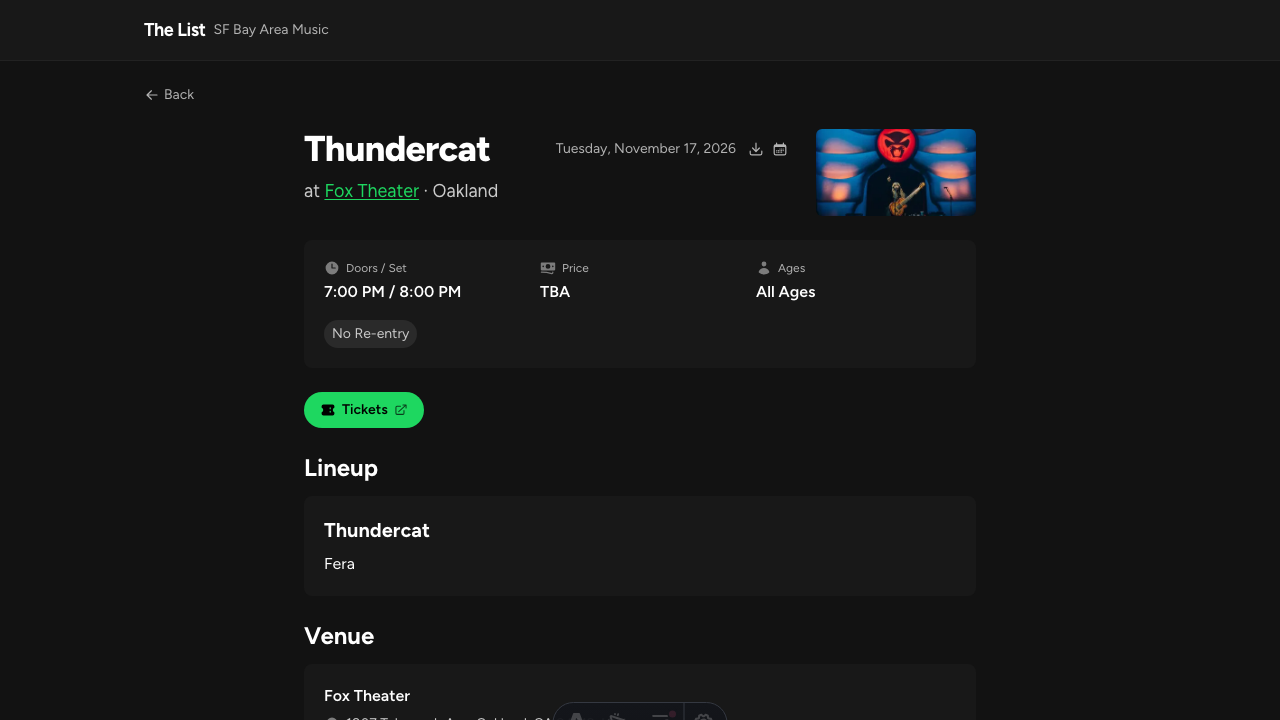 The List SF Bay Area Music
Back
Thundercat
Tuesday, November 17, 2026
at Fox Theater · Oakland
Doors / Set
7:00 PM / 8:00 PM
Price
TBA
Ages
All Ages
No Re-entry
Tickets
Lineup
Thundercat
Fera
Venue
Fox Theater